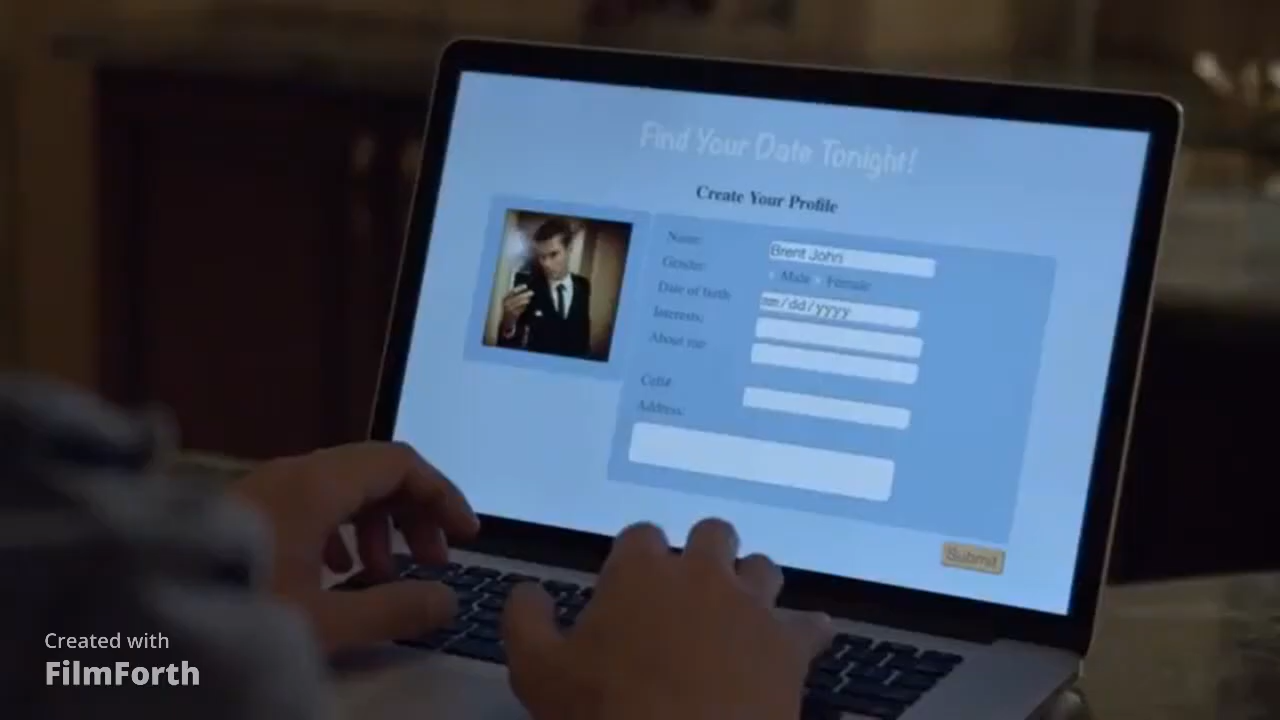 Find Your Date Tonight!
Create Your Profile
Name: Brent John
Gender: Male Female
Date of birth mm/dd/yyyy
Interests:
About me:
Cell#
Address:
Submit
Created with
FilmForth